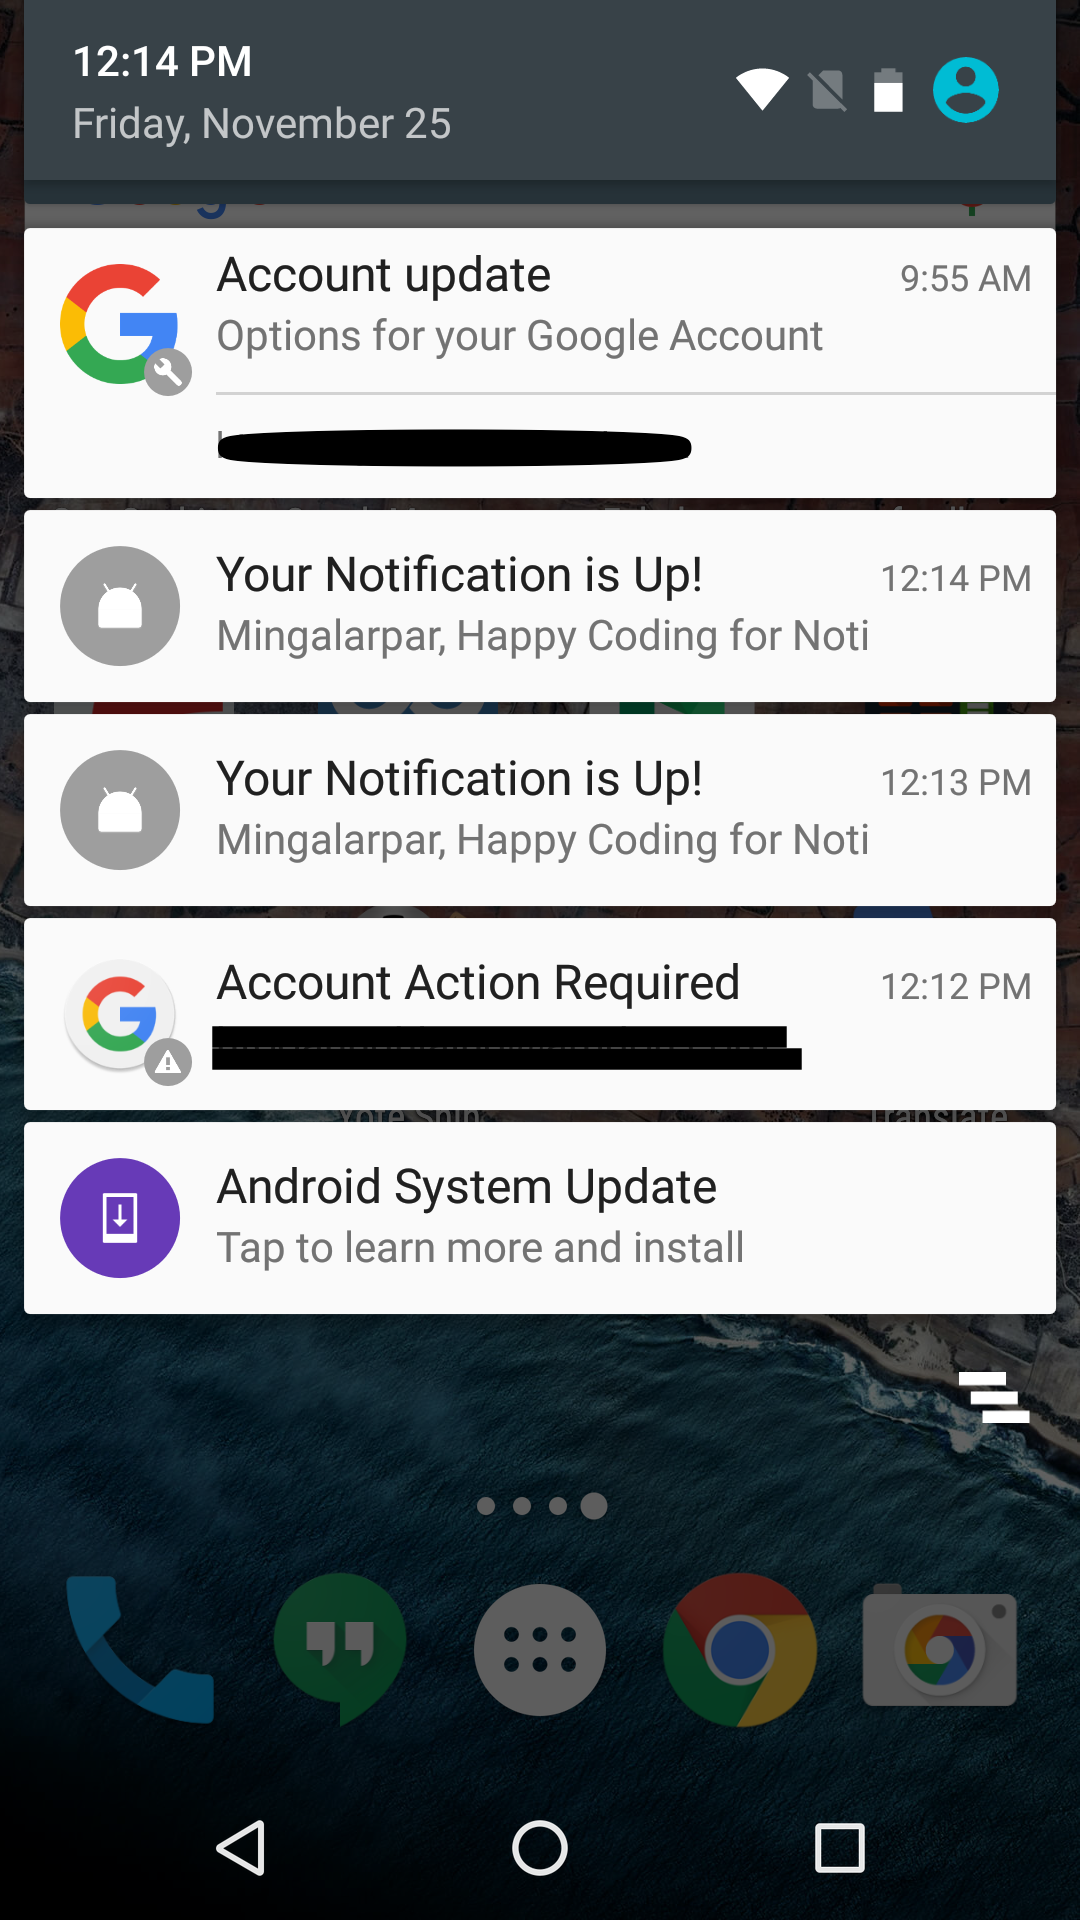 12:14 PM
Friday, November 25
Account update 9:55 AM
Options for your Google Account
Your Notification is Up! 12:14 PM
Mingalarpar, Happy Coding for Noti
Your Notification is Up! 12:13 PM
Mingalarpar, Happy Coding for Noti
Account Action Required 12:12 PM
Translate
Android System Update
Tap to learn more and install